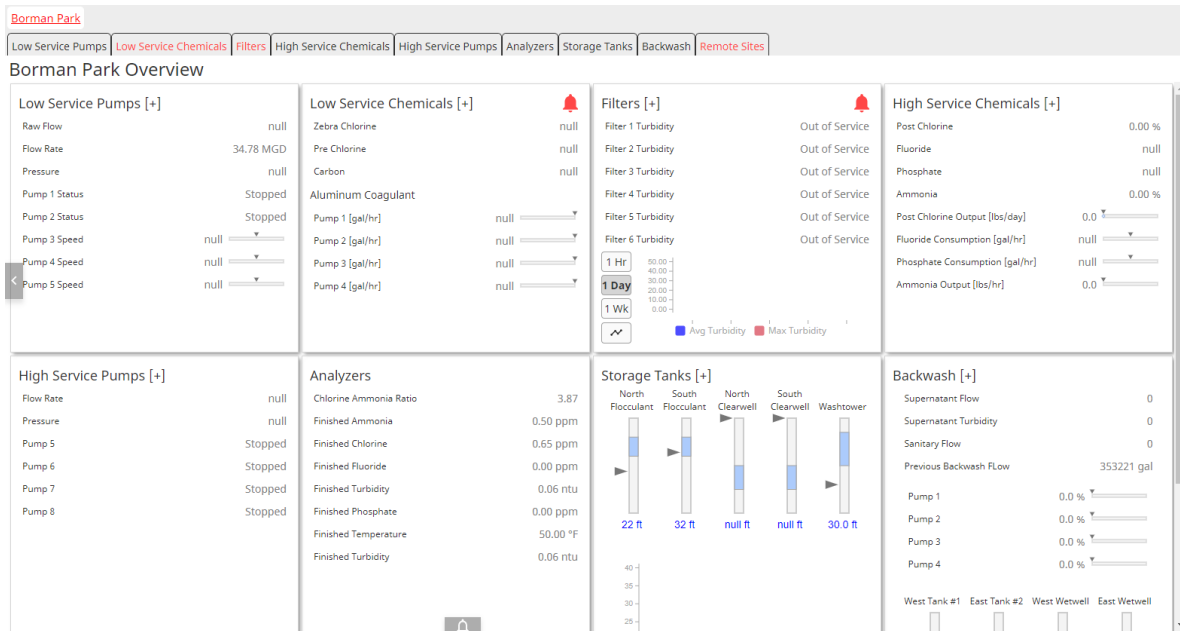 Borman Park
Low Service Pumps Low Service Chemicals Filters High Service Chemicals High Service Pumps Analyzers Storage Tanks Backwash Remote Sites
Borman Park Overview
Low Service Pumps [+]
Raw Flow null
Flow Rate 34.78 MGD
Pressure null
Pump 1 Status Stopped
Pump 2 Status Stopped
Pump 3 Speed null
Pump 4 Speed null
Pump 5 Speed null
Low Service Chemicals [+]
Zebra Chlorine null
Pre Chlorine null
Carbon null
Aluminum Coagulant
Pump 1 [gal/hr] null
Pump 2 [gal/hr] null
Pump 3 [gal/hr] null
Pump 4 [gal/hr] null
Filters [+]
Filter 1 Turbidity Out of Service
Filter 2 Turbidity Out of Service
Filter 3 Turbidity Out of Service
Filter 4 Turbidity Out of Service
Filter 5 Turbidity Out of Service
Filter 6 Turbidity Out of Service
1 Hr
1 Day
1 Wk
50.00
40.00
30.00
20.00
10.00
0.00
Avg Turbidity Max Turbidity
High Service Chemicals [+]
Post Chlorine 0.00 %
Fluoride null
Phosphate null
Ammonia 0.00 %
Post Chlorine Output [lbs/day] 0.0
Fluoride Consumption [gal/hr] null
Phosphate Consumption [gal/hr] null
Ammonia Output [lbs/hr] 0.0
High Service Pumps [+]
Flow Rate null
Pressure null
Pump 5 Stopped
Pump 6 Stopped
Pump 7 Stopped
Pump 8 Stopped
Analyzers
Chlorine Ammonia Ratio 3.87
Finished Ammonia 0.50 ppm
Finished Chlorine 0.65 ppm
Finished Fluoride 0.00 ppm
Finished Turbidity 0.06 ntu
Finished Phosphate 0.00 ppm
Finished Temperature 50.00 °F
Finished Turbidity 0.06 ntu
Storage Tanks [+]
North South North South
Flocculant Flocculant Clearwell Clearwell Washtower
22 ft 32 ft null ft null ft 30.0 ft
40
35
30
25
Backwash [+]
Supernatant Flow 0
Supernatant Turbidity 0
Sanitary Flow 0
Previous Backwash FLow 353221 gal
Pump 1 0.0 %
Pump 2 0.0 %
Pump 3 0.0 %
Pump 4 0.0 %
West Tank #1 East Tank #2 West Wetwell East Wetwell